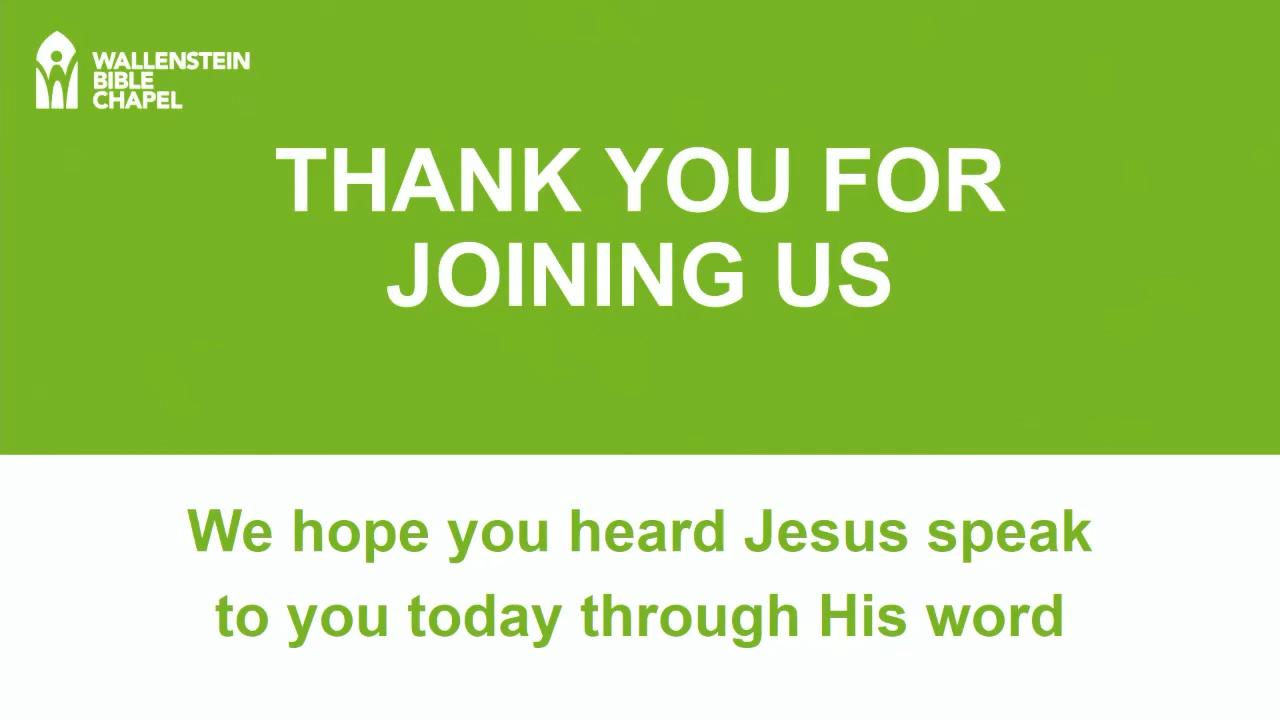 WALLENSTEIN
BIBLE
CHAPEL
THANK YOU FOR
JOINING US
We hope you heard Jesus speak
to you today through His word